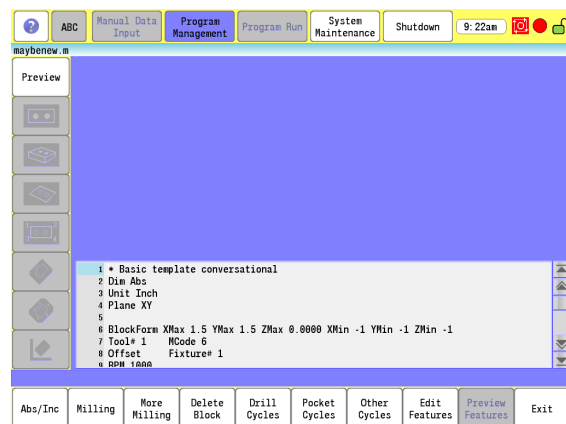 ? ABC Manual Data Input Program Management Program Run System Maintenance Shutdown 9:22am
maybenew.m
Preview
1 * Basic template conversational
2 Dim Abs
3 Unit Inch
4 Plane XY
5
6 BlockForm XMax 1.5 YMax 1.5 ZMax 0.0000 XMin -1 YMin -1 ZMin -1
7 Tool# 1 MCode 6
8 Offset Fixture# 1
9 RPM 1000
Abs/Inc Milling More Milling Delete Block Drill Cycles Pocket Cycles Other Cycles Edit Features Preview Features Exit